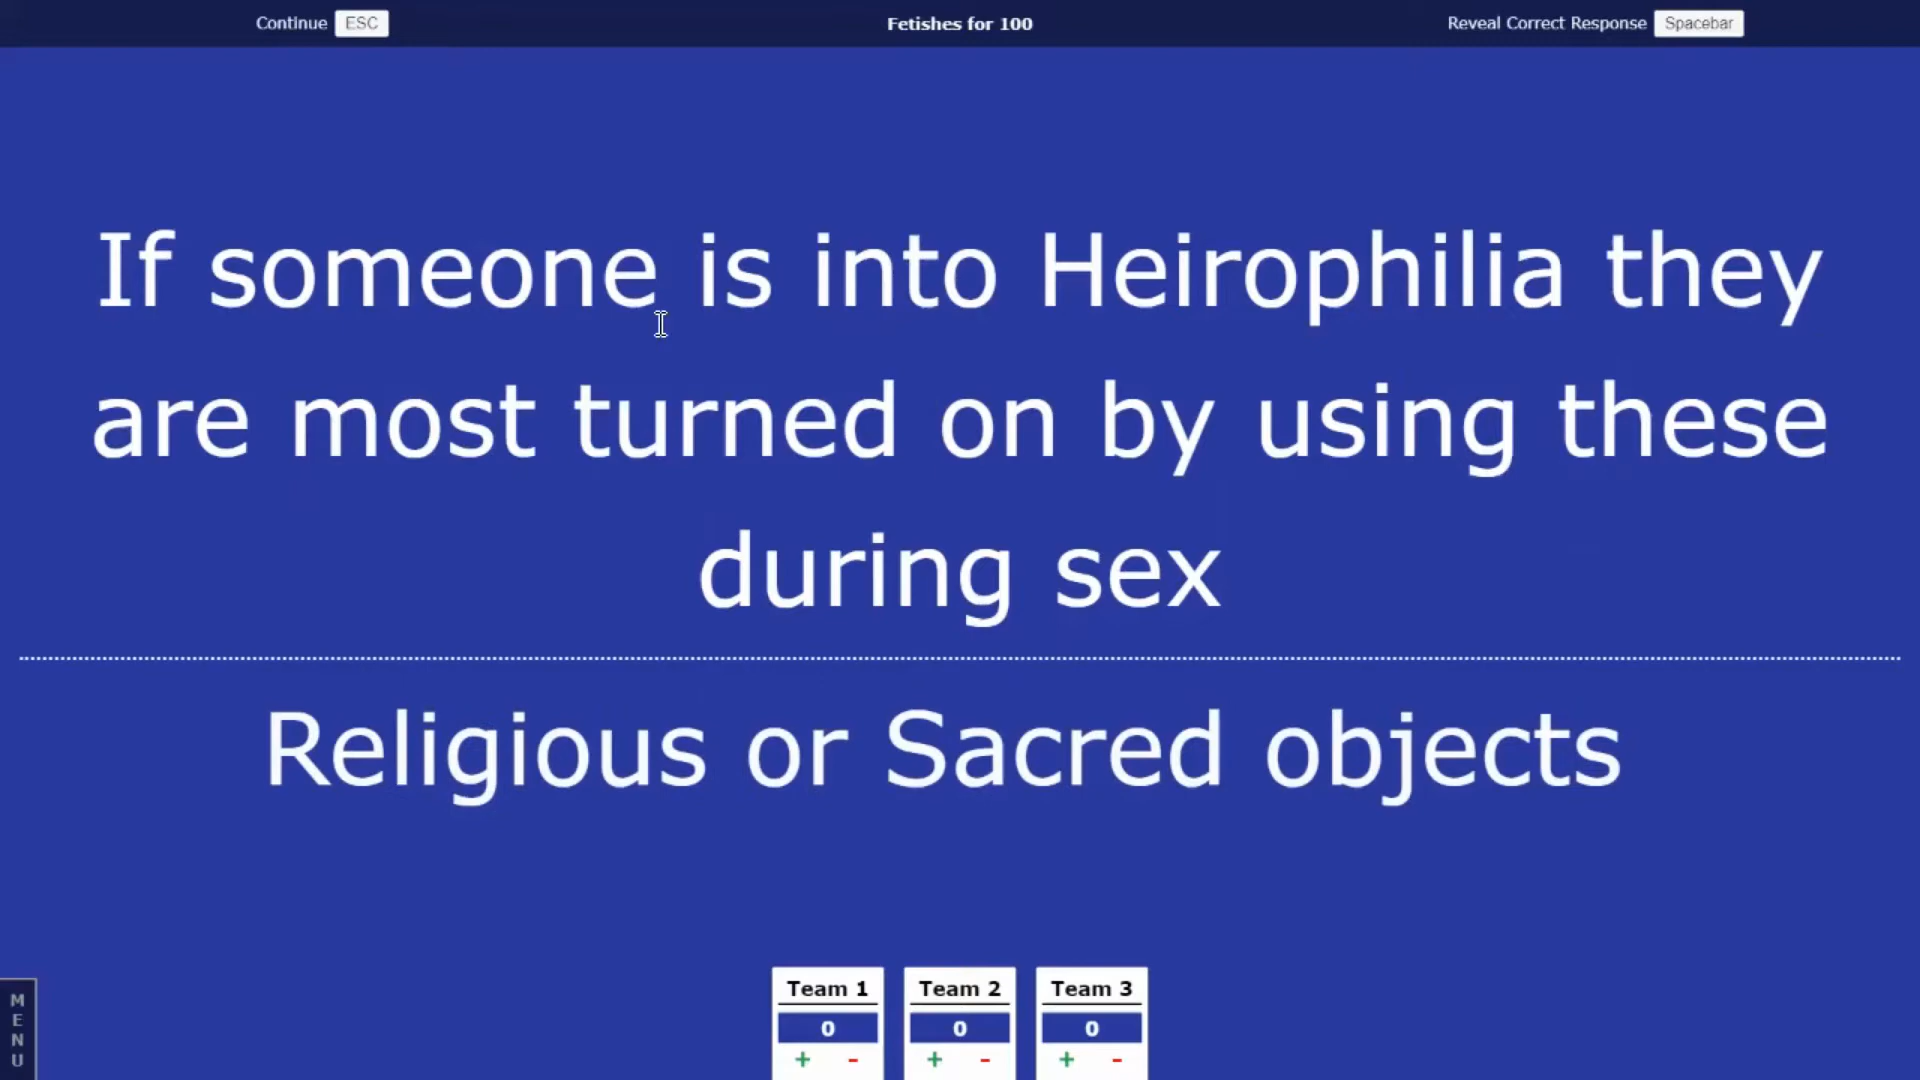 Continue ESC Fetishes for 100 Reveal Correct Response Spacebar
If someone is into Heirophilia they
are most turned on by using these
during sex
Religious or Sacred objects
MENU
Team 1 Team 2 Team 3
0 0 0
+ - + - + -